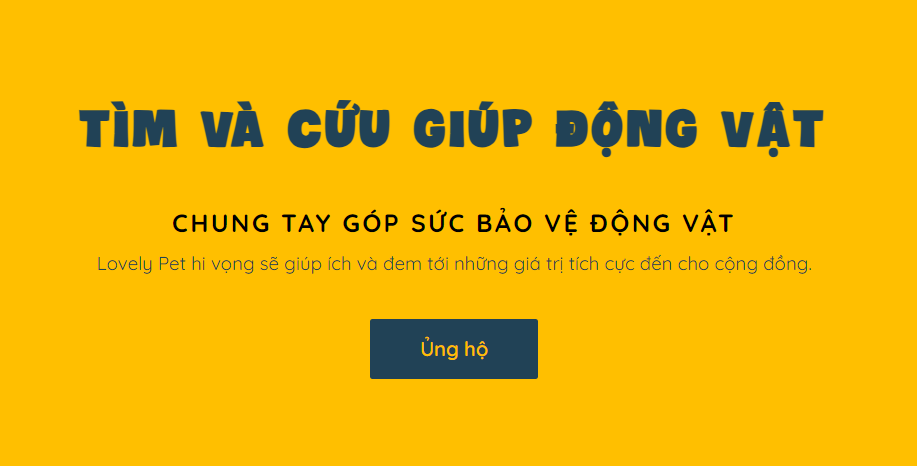 TÌM VÀ CỨU GIÚP ĐỘNG VẬT
CHUNG TAY GÓP SỨC BẢO VỆ ĐỘNG VẬT
Lovely Pet hi vọng sẽ giúp ích và đem tới những giá trị tích cực đến cho cộng đồng.
Ủng hộ